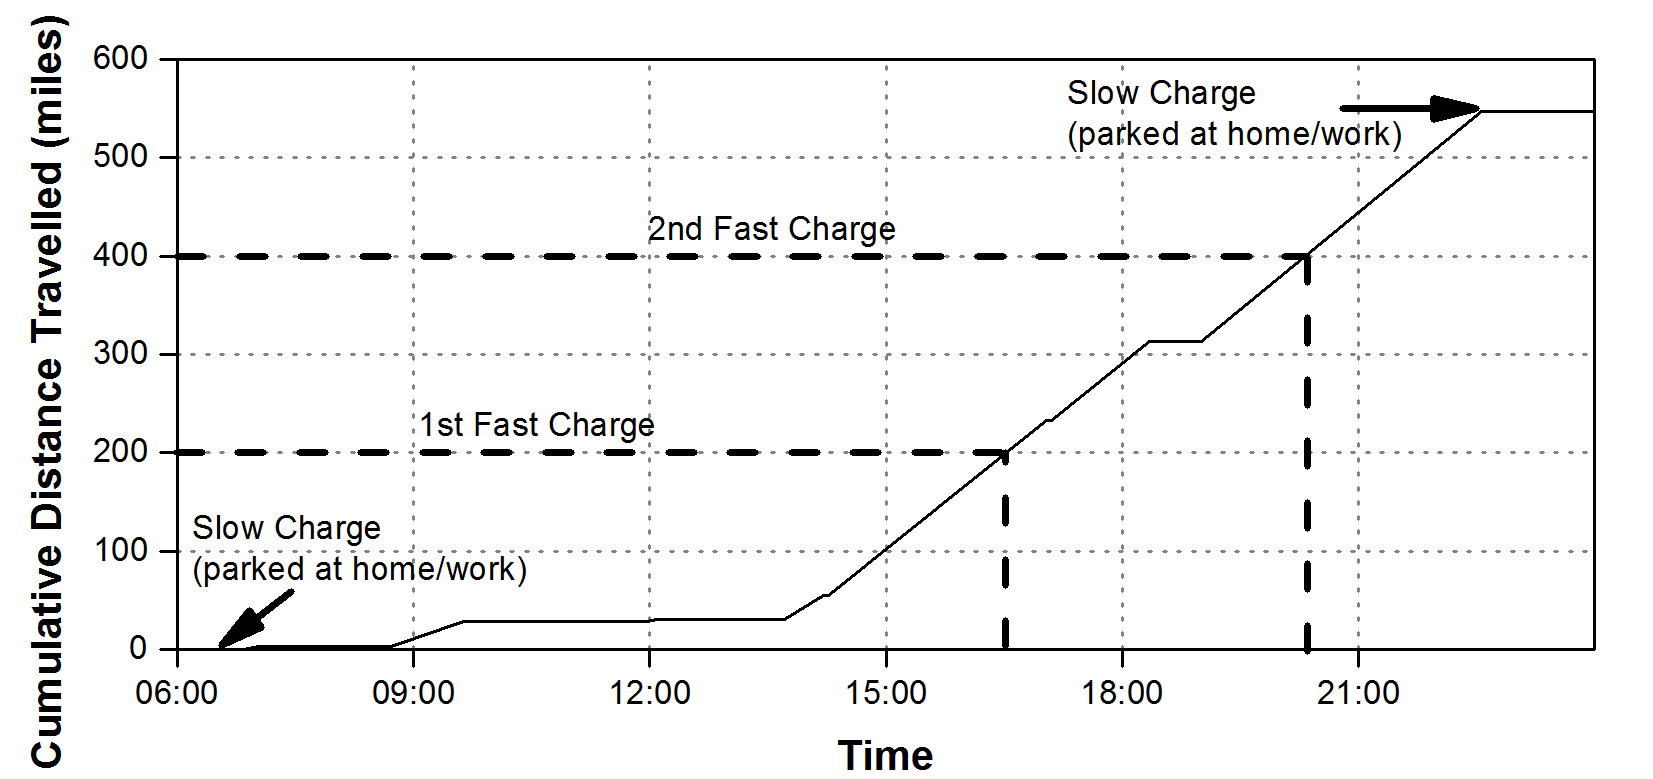 Cumulative Distance Travelled (miles)
600
500
400
300
200
100
0
Slow Charge
(parked at home/work)
2nd Fast Charge
1st Fast Charge
Slow Charge
(parked at home/work)
06:00
09:00
12:00
15:00
18:00
21:00
Time